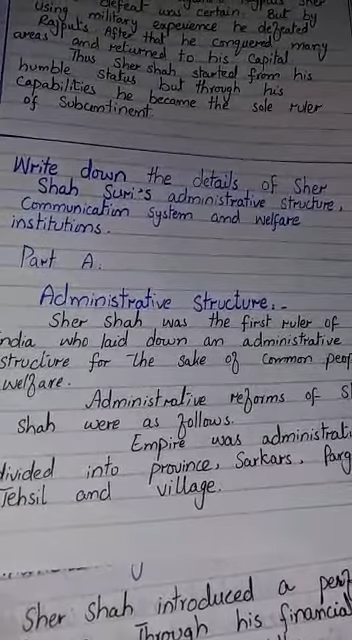 defeat was certain. But by
using military experience he defeated
Rajputs. After that he conquered many
areas and returned to his Capital
Thus Sher shah started from his
humble status but through his
Capabilities he became the sole ruler
of Subcontinent.
Write down the details of Sher
Shah Suri's administrative structure,
Communication system and welfare
institutions.
Part A.
Administrative Structure.-
Sher Shah was the first ruler of
india who laid down an administrative
structure for the sake of common peop
welfare.
Administrative reforms of S
Shah were as follows.
Empire was administrati
divided into province, Sarkars, Parg
Tehsil and village.
Sher Shah introduced a perf
Through his financial